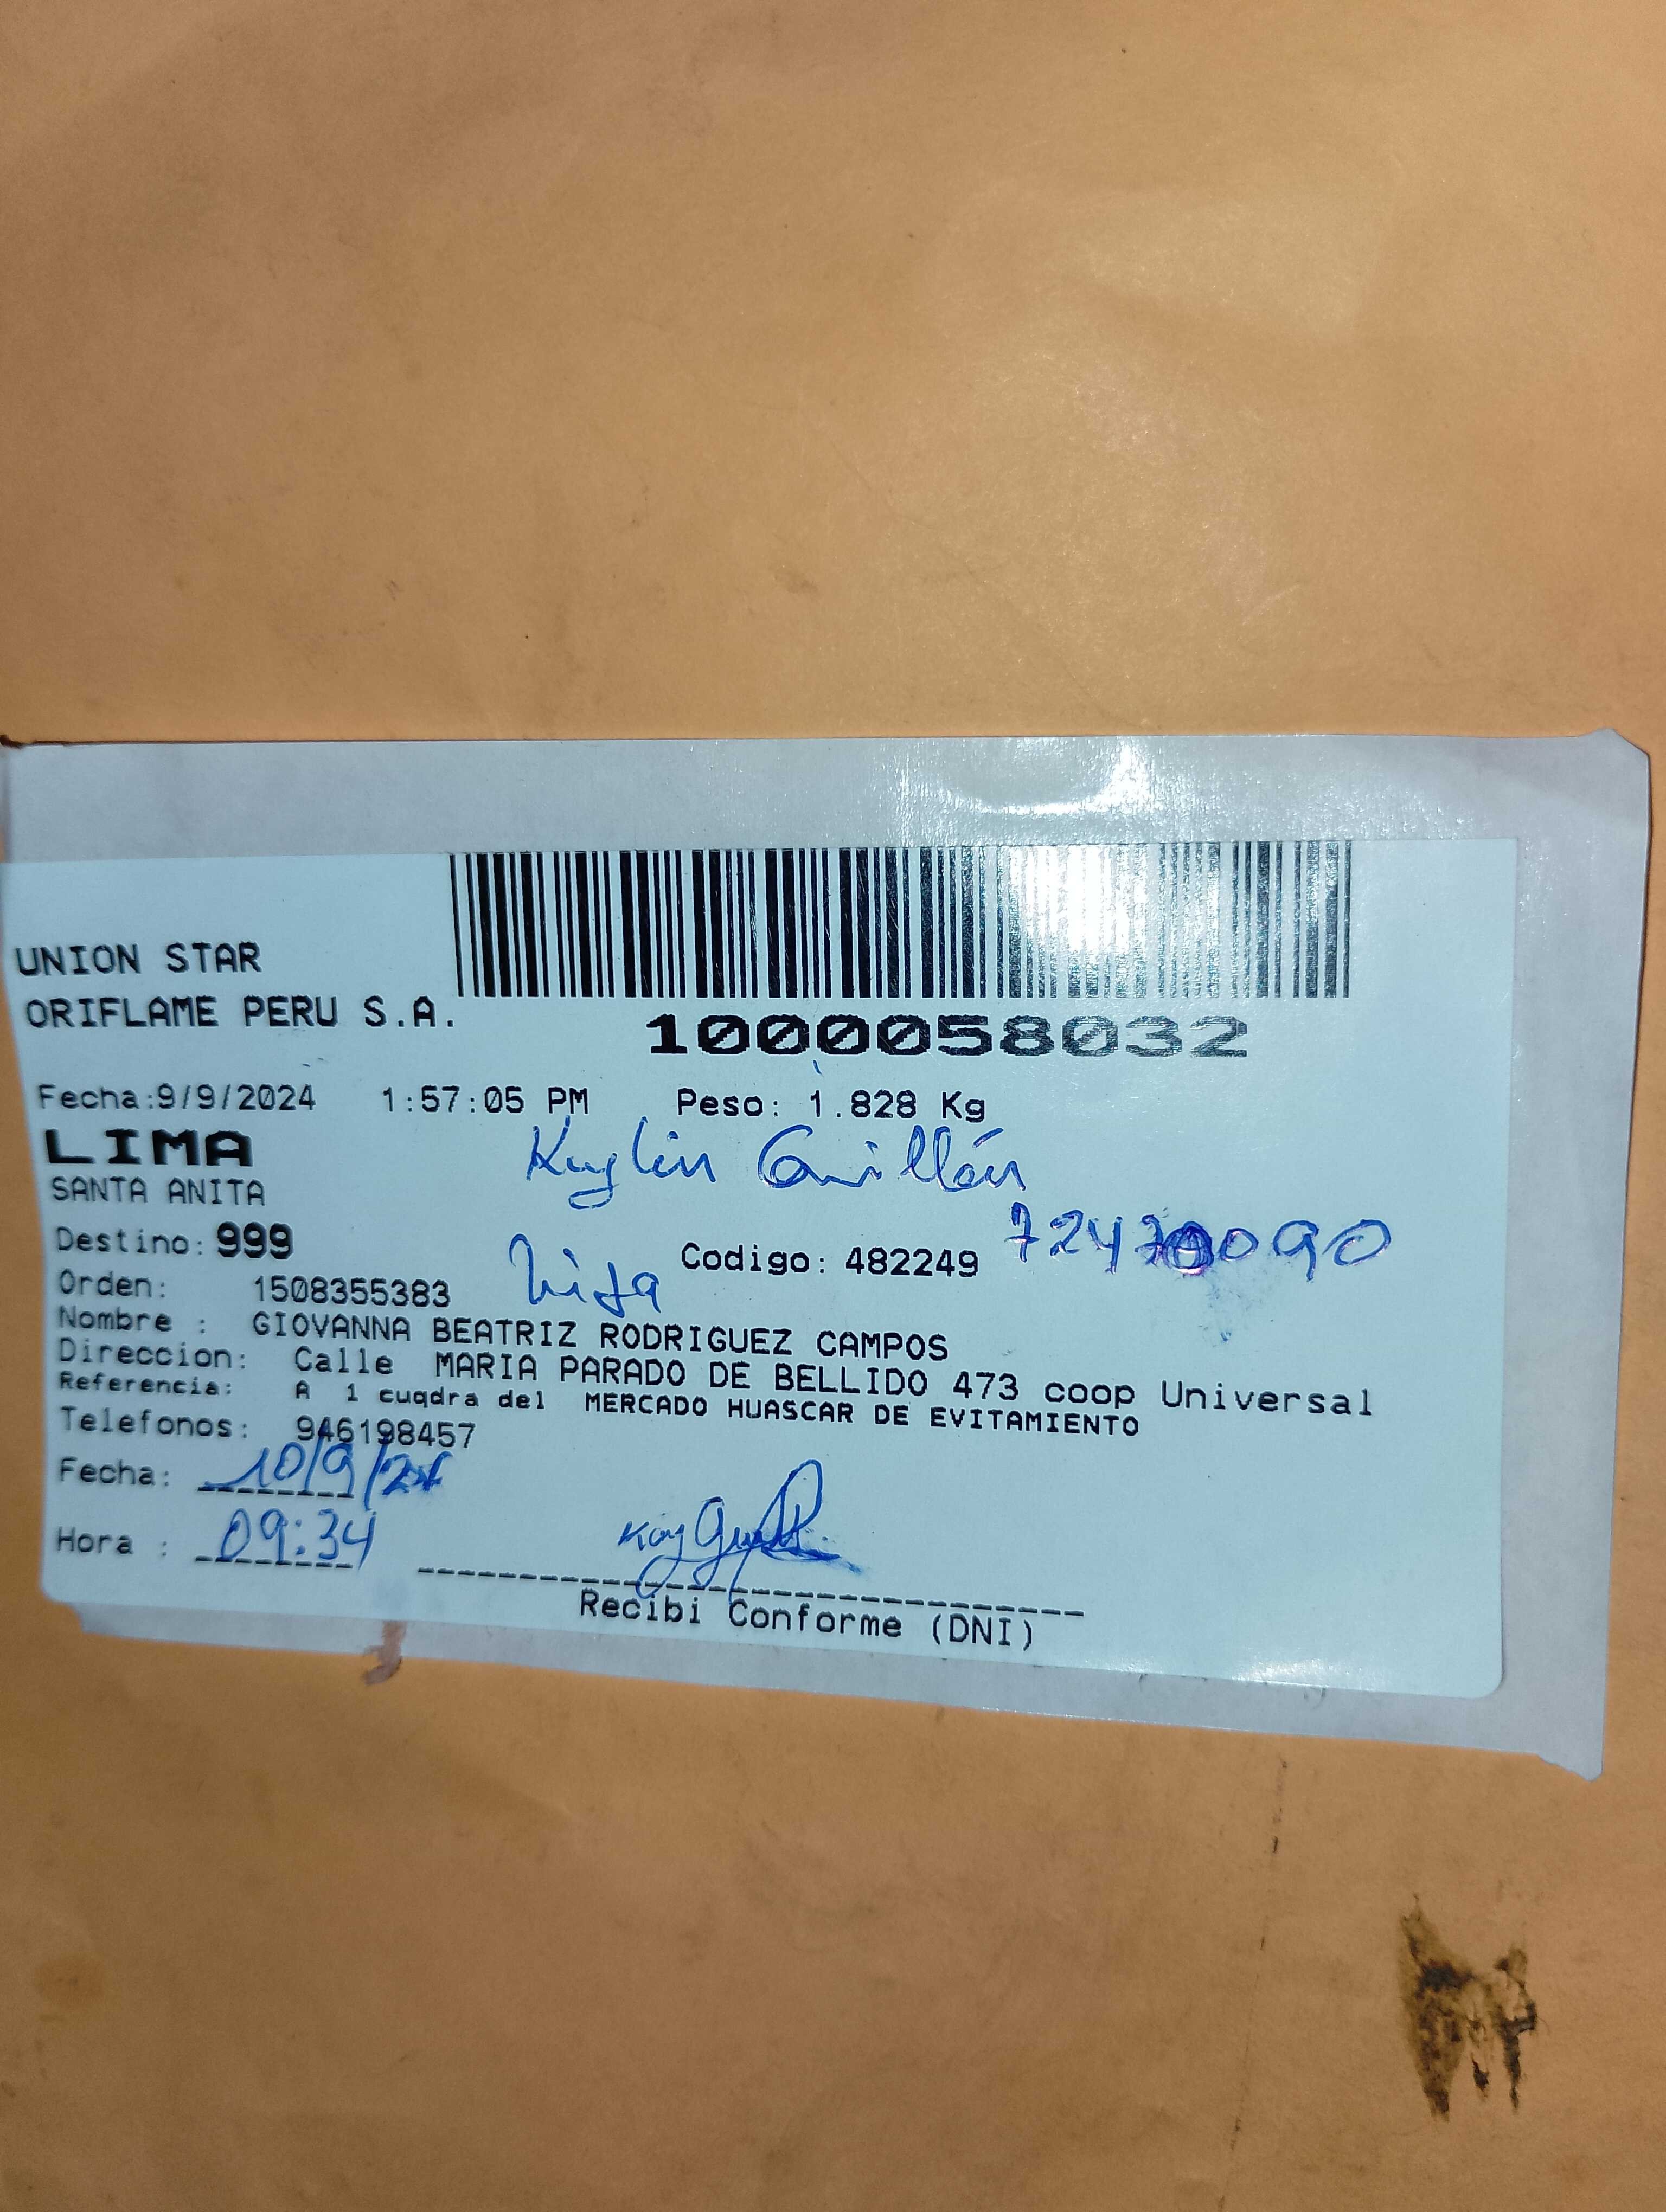 UNION STAR
ORIFLAME PERU S.A.
1000058032
Fecha:9/9/2024 1:57:05 PM Peso: 1.828 Kg
LIMA
SANTA ANITA
Kaylin Guillén
Destino: 999
Codigo: 482249
Orden: 1508355383
Nombre : GIOVANNA BEATRIZ RODRIGUEZ CAMPOS
Direccion: Calle MARIA PARADO DE BELLIDO 473 coop Universal
Referencia: A 1 cuqdra del MERCADO HUASCAR DE EVITAMIENTO
Telefonos: 946198457
Fecha: 10/9/24
Hora : 09:34
Recibi Conforme (DNI)